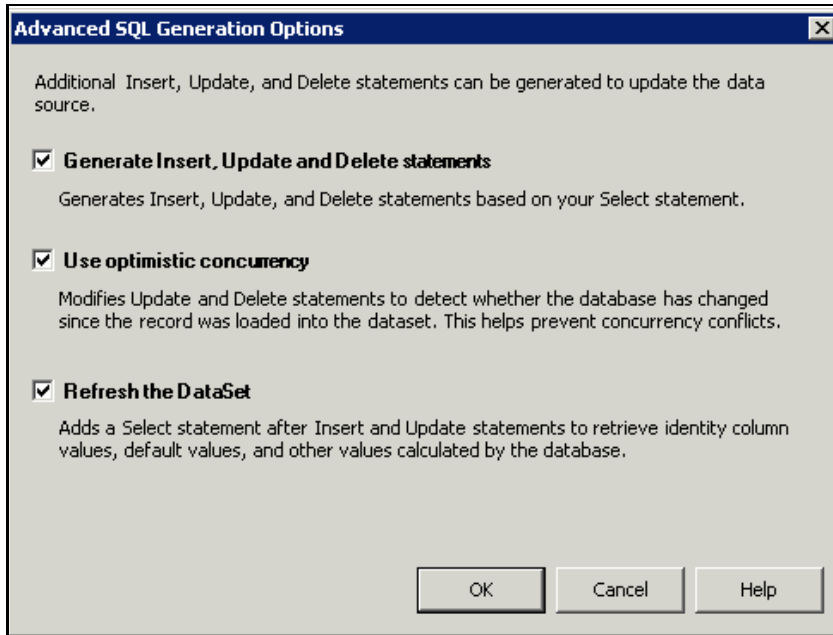 Advanced SQL Generation Options
Additional Insert, Update, and Delete statements can be generated to update the data
source.
Generate Insert, Update and Delete statements
Generates Insert, Update, and Delete statements based on your Select statement.
Use optimistic concurrency
Modifies Update and Delete statements to detect whether the database has changed
since the record was loaded into the dataset. This helps prevent concurrency conflicts.
Refresh the DataSet
Adds a Select statement after Insert and Update statements to retrieve identity column
values, default values, and other values calculated by the database.
OK
Cancel
Help